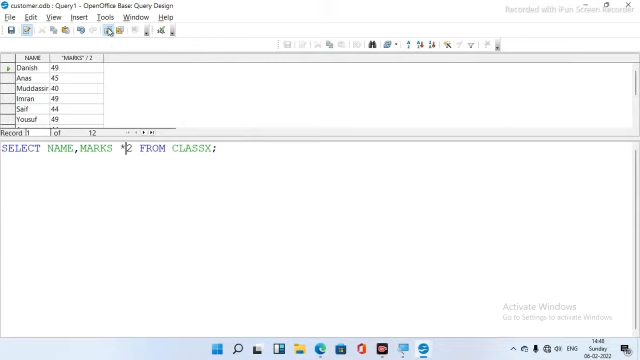 customer.odb : Query1 - OpenOffice Base: Query Design
Recorded with iFun Screen Recorder
File Edit View Insert Tools Window Help
NAME "MARKS" / 2
Danish 49
Anas 45
Muddassir 40
Imran 49
Saif 44
Yousuf 49
Record 1 of 12
SELECT NAME,MARKS *2 FROM CLASSX;
Activate Windows
Go to Settings to activate Windows.
ENG
14:48
Sunday
06-02-2022